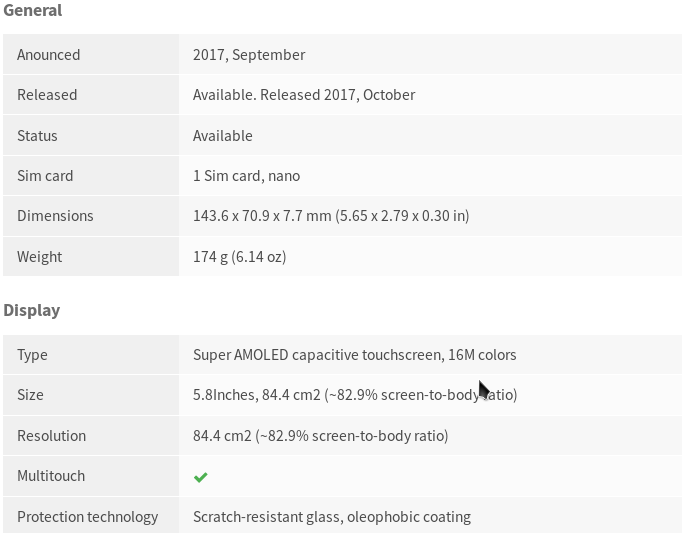 General
Anounced 2017, September
Released Available. Released 2017, October
Status Available
Sim card 1 Sim card, nano
Dimensions 143.6 x 70.9 x 7.7 mm (5.65 x 2.79 x 0.30 in)
Weight 174 g (6.14 oz)
Display
Type Super AMOLED capacitive touchscreen, 16M colors
Size 5.8Inches, 84.4 cm2 (~82.9% screen-to-body ratio)
Resolution 84.4 cm2 (~82.9% screen-to-body ratio)
Multitouch
Protection technology Scratch-resistant glass, oleophobic coating